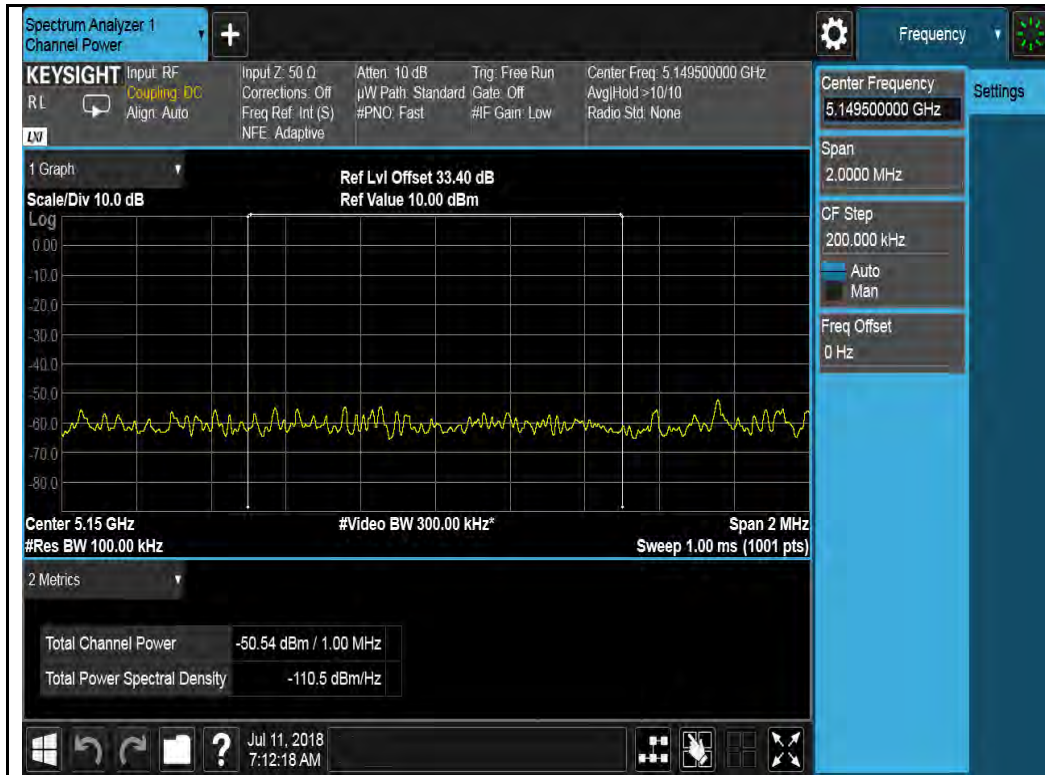 Spectrum Analyzer 1
Channel Power
Frequency
KEYSIGHT
RL
LXI
Input: RF
Coupling: DC
Align: Auto
Input Z: 50 Ω
Corrections: Off
Freq Ref: Int (S)
NFE: Adaptive
Atten: 10 dB
µW Path: Standard
#PNO: Fast
Trig: Free Run
Gate: Off
#IF Gain: Low
Center Freq: 5.149500000 GHz
Avg|Hold:>10/10
Radio Std: None
1 Graph
Scale/Div 10.0 dB
Ref Lvl Offset 33.40 dB
Ref Value 10.00 dBm
Log
0.00
-10.0
-20.0
-30.0
-40.0
-50.0
-60.0
-70.0
-80.0
Center 5.15 GHz
#Video BW 300.00 kHz*
Span 2 MHz
#Res BW 100.00 kHz
Sweep 1.00 ms (1001 pts)
2 Metrics
Total Channel Power -50.54 dBm / 1.00 MHz
Total Power Spectral Density -110.5 dBm/Hz
?
Jul 11, 2018
7:12:18 AM
Center Frequency
5.149500000 GHz
Settings
Span
2.0000 MHz
CF Step
200.000 kHz
Auto
Man
Freq Offset
0 Hz